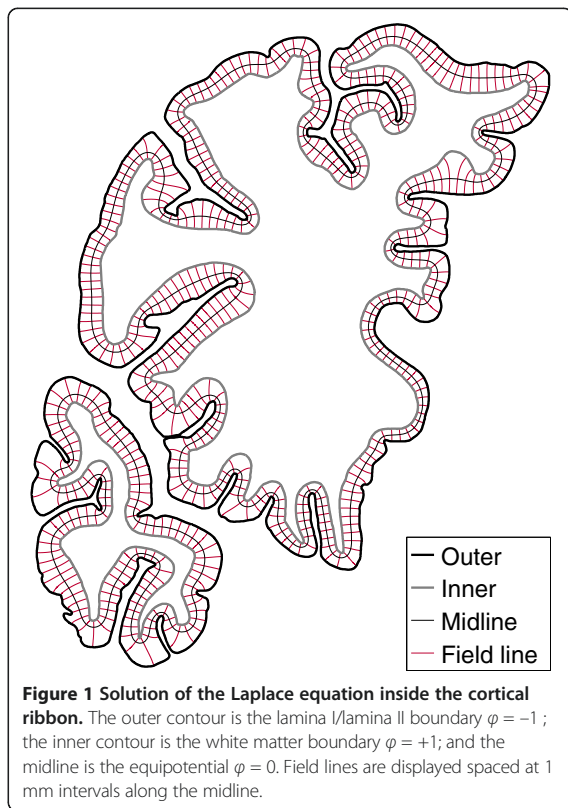 Outer
Inner
Midline
Field line
Figure 1 Solution of the Laplace equation inside the cortical
ribbon. The outer contour is the lamina I/lamina II boundary φ = –1 ;
the inner contour is the white matter boundary φ = +1; and the
midline is the equipotential φ = 0. Field lines are displayed spaced at 1
mm intervals along the midline.